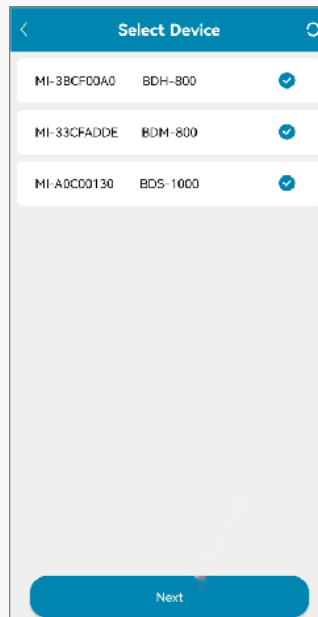 Select Device
MI-3BCF00A0 BDH-800
MI-33CFADDE BDM-800
MI-A0C00130 BDS-1000
Next